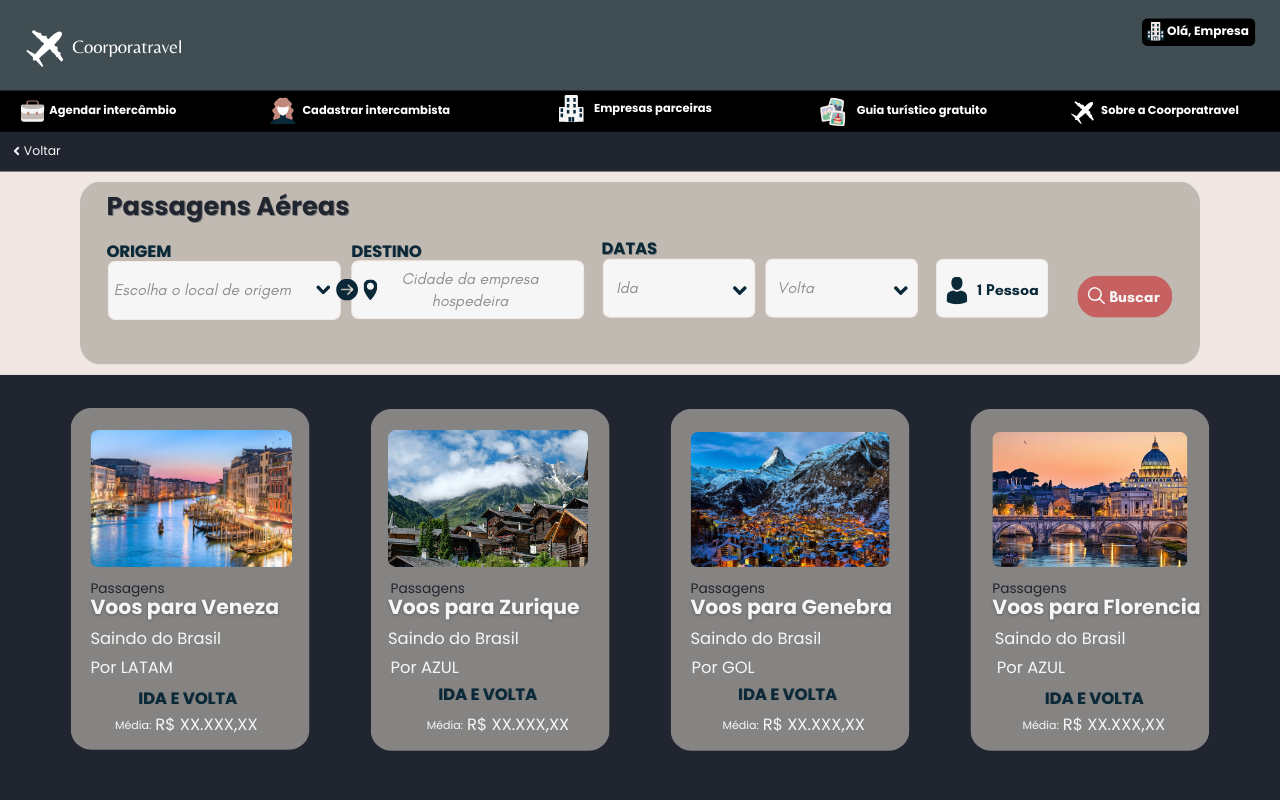 Coorporatravel
Olá, Empresa
Agendar intercâmbio
Cadastrar intercambista
Empresas parceiras
Guia turístico gratuito
Sobre a Coorporatravel
Voltar
Passagens Aéreas
ORIGEM
DESTINO
DATAS
Escolha o local de origem
Cidade da empresa
hospedeira
Ida
Volta
1 Pessoa
Buscar
Passagens
Voos para Veneza
Saindo do Brasil
Por LATAM
IDA E VOLTA
Média: R$ XX.XXX,XX
Passagens
Voos para Zurique
Saindo do Brasil
Por AZUL
IDA E VOLTA
Média: R$ XX.XXX,XX
Passagens
Voos para Genebra
Saindo do Brasil
Por GOL
IDA E VOLTA
Média: R$ XX.XXX,XX
Passagens
Voos para Florencia
Saindo do Brasil
Por AZUL
IDA E VOLTA
Média: R$ XX.XXX,XX